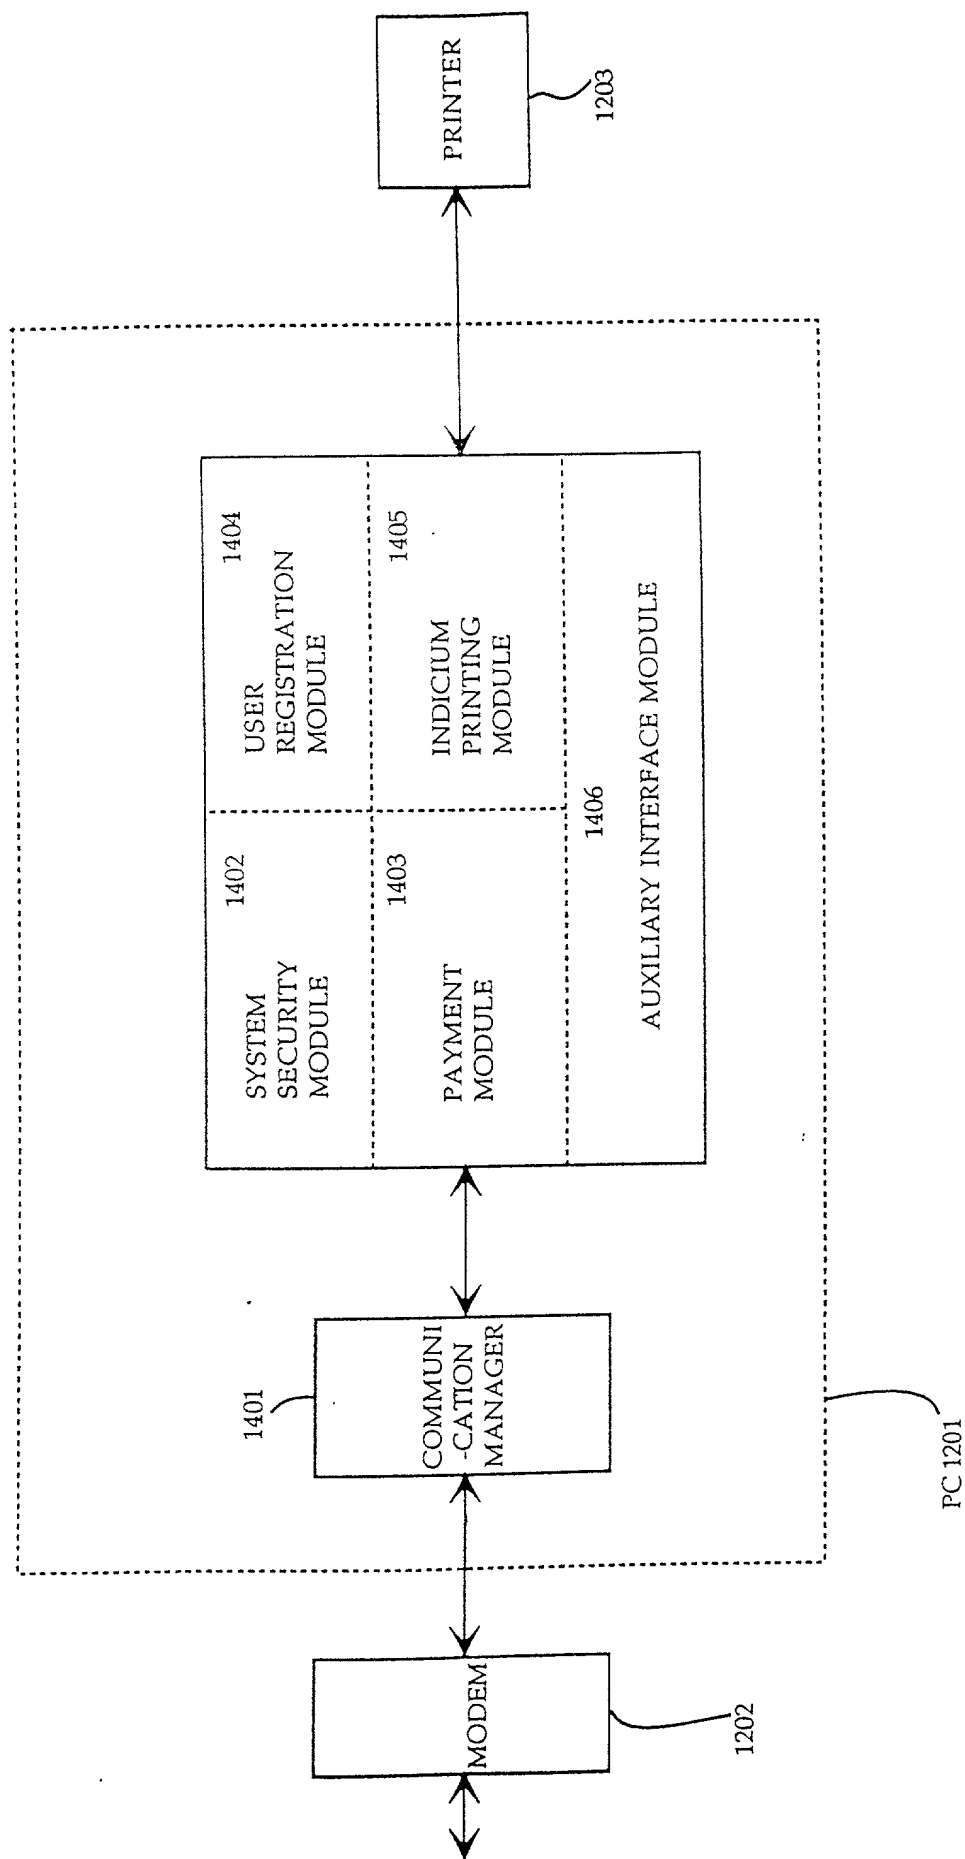 1401
1402
SYSTEM
SECURITY
MODULE
1404
USER
REGISTRATION
MODULE
MODEM
COMMUNI
-CATION
MANAGER
1403
PAYMENT
MODULE
1405
INDICIUM
PRINTING
MODULE
PRINTER
1406
AUXILIARY INTERFACE MODULE
1202
1203
PC 1201